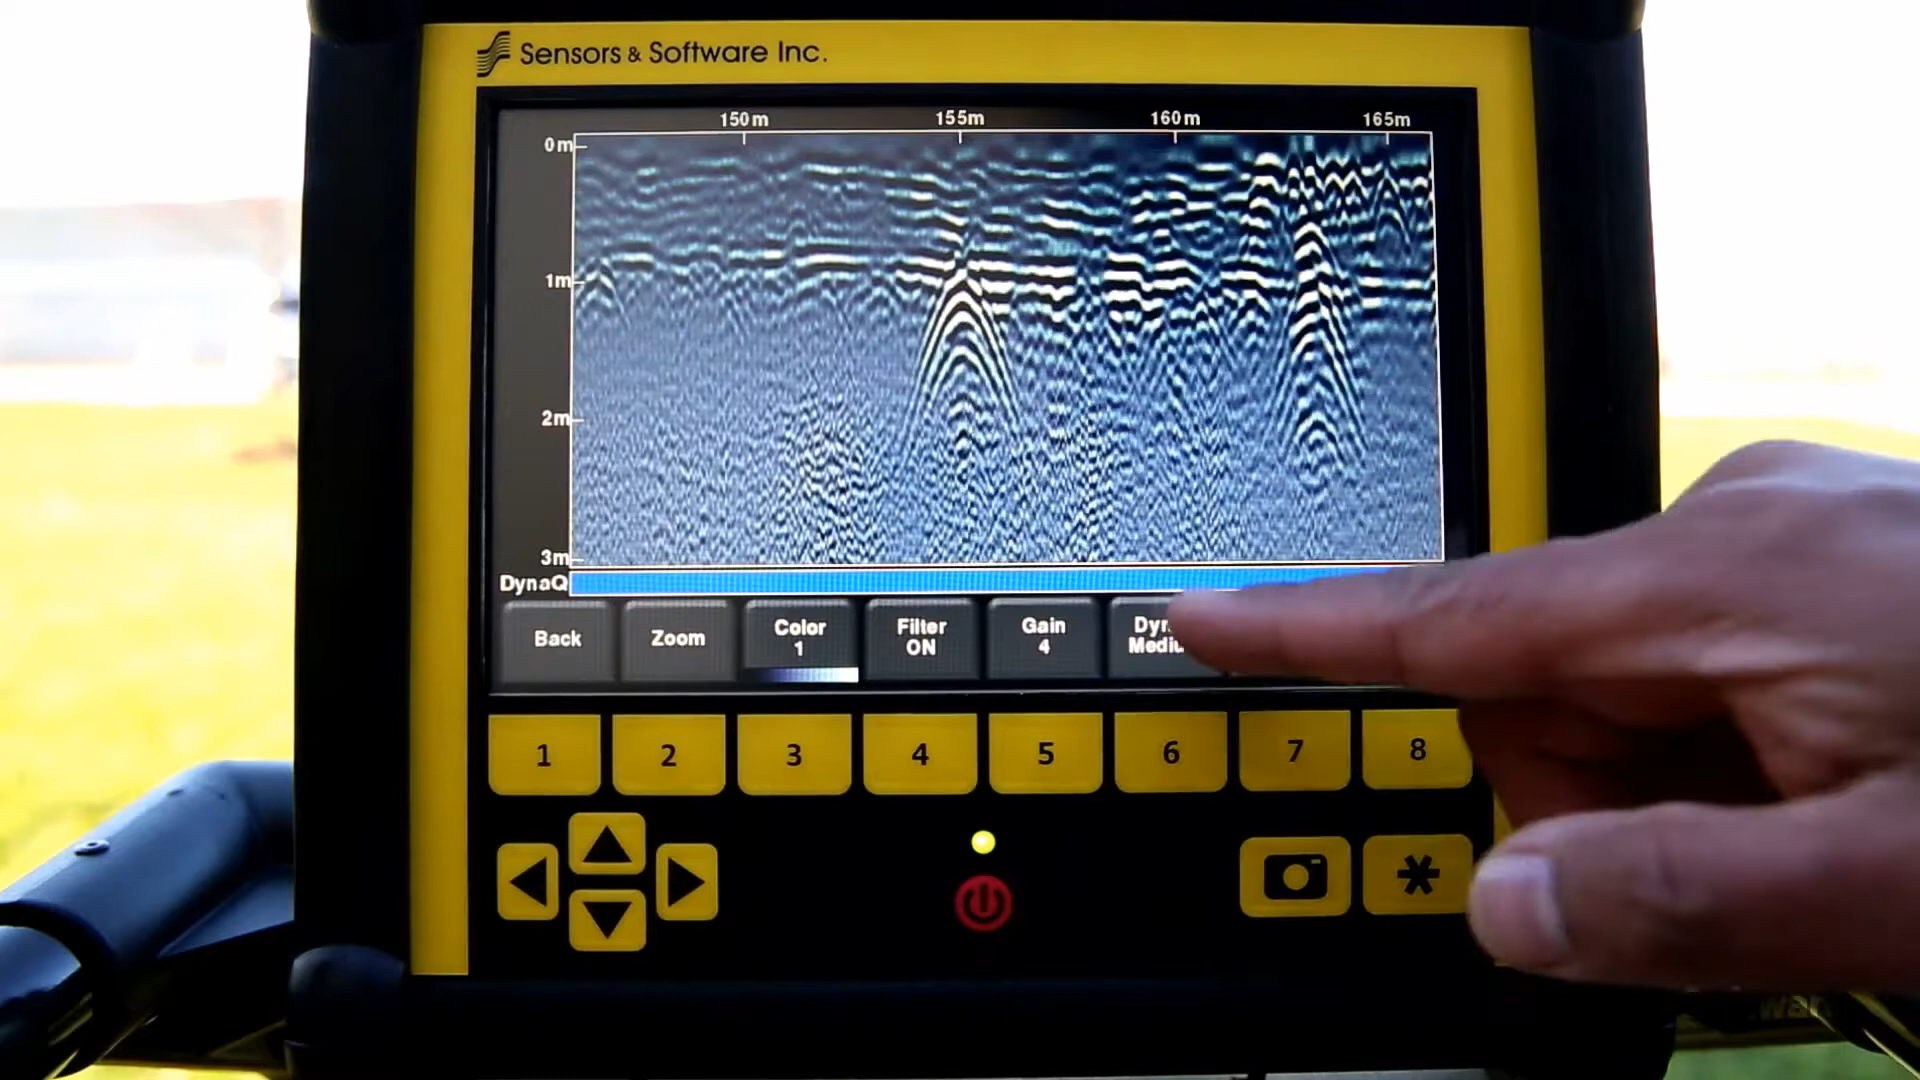 Sensors & Software Inc.
150m 155m 160m 165m
0m
1m
2m
3m
DynaQ
Back
Zoom
Color
1
Filter
ON
Gain
4
1 2 3 4 5 6 7 8